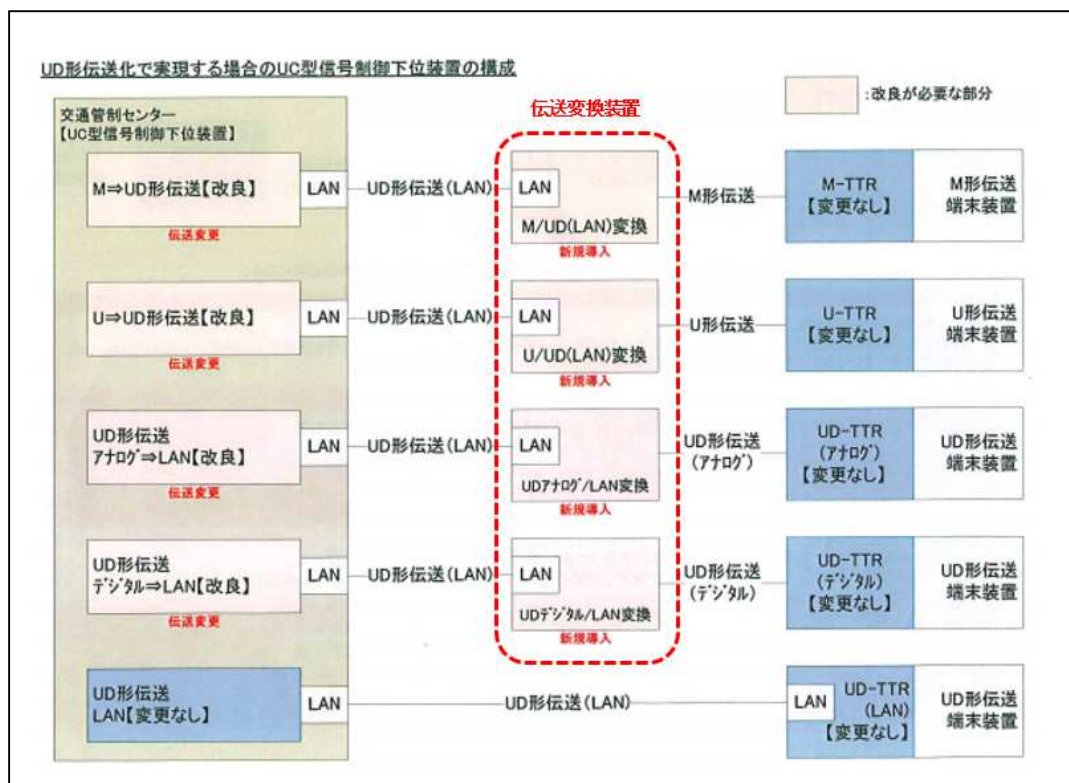 UD形伝送化で実現する場合のUC型信号制御下位装置の構成
:改良が必要な部分
伝送変換装置
交通管制センター
【UC型信号制御下位装置】
M⇒UD形伝送【改良】
LAN
伝送変更
UD形伝送(LAN)
LAN
M/UD(LAN)変換
新規導入
M形伝送
M-TTR
【変更なし】
M形伝送
端末装置
U⇒UD形伝送【改良】
LAN
伝送変更
UD形伝送(LAN)
LAN
U/UD(LAN)変換
新規導入
U形伝送
U-TTR
【変更なし】
U形伝送
端末装置
UD形伝送
アナログ⇒LAN【改良】
LAN
伝送変更
UD形伝送(LAN)
LAN
UDアナログ/LAN変換
新規導入
UD形伝送
(アナログ)
UD-TTR
(アナログ)
【変更なし】
UD形伝送
端末装置
UD形伝送
デジタル⇒LAN【改良】
LAN
伝送変更
UD形伝送(LAN)
LAN
UDデジタル/LAN変換
新規導入
UD形伝送
(デジタル)
UD-TTR
(デジタル)
【変更なし】
UD形伝送
端末装置
UD形伝送
LAN【変更なし】
LAN
UD形伝送(LAN)
LAN
UD-TTR
(LAN)
【変更なし】
UD形伝送
端末装置